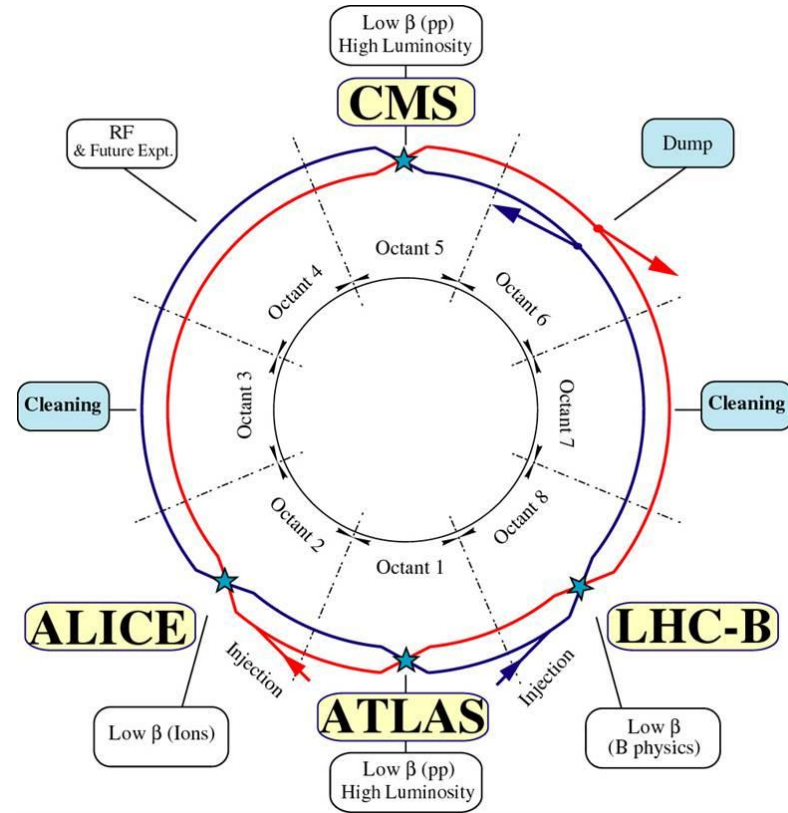 Low β (pp)
High Luminosity
CMS
RF
& Future Expt.
Dump
Octant 5
Octant 4
Octant 6
Cleaning
Octant 3
Octant 7
Cleaning
Octant 2
Octant 8
Octant 1
ALICE
LHC-B
Injection
Injection
ATLAS
Low β (Ions)
Low β
(B physics)
Low β (pp)
High Luminosity